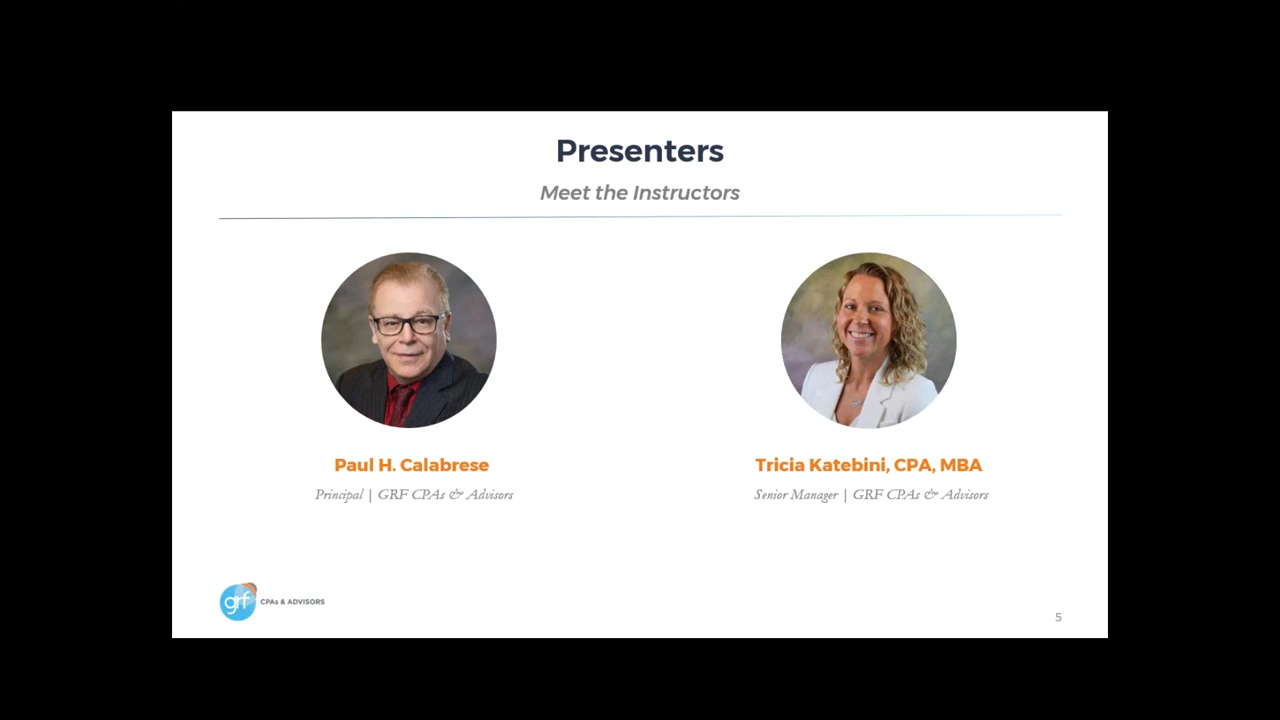 Presenters
Meet the Instructors
Paul H. Calabrese
Principal | GRF CPAs & Advisors
Tricia Katebini, CPA, MBA
Senior Manager | GRF CPAs & Advisors
grf CPAs & ADVISORS
5